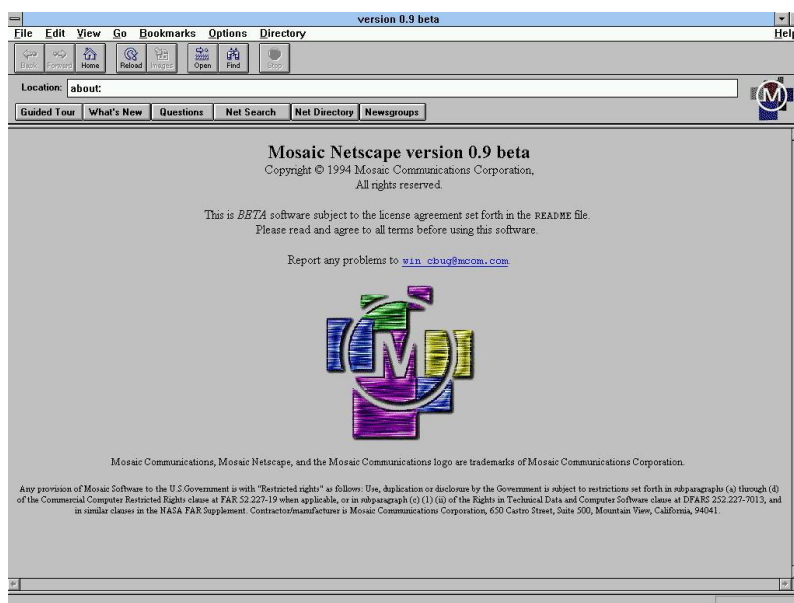 version 0.9 beta
File Edit View Go Bookmarks Options Directory Help
Back Forward Home Reload Images Open Find Stop
Location: about:
Guided Tour What's New Questions Net Search Net Directory Newsgroups
M
Mosaic Netscape version 0.9 beta
Copyright © 1994 Mosaic Communications Corporation,
All rights reserved.
This is BETA software subject to the license agreement set forth in the README file.
Please read and agree to all terms before using this software.
Report any problems to win_cbug@mcom.com
M
Mosaic Communications, Mosaic Netscape, and the Mosaic Communications logo are trademarks of Mosaic Communications Corporation.
Any provision of Mosaic Software to the U.S.Government is with "Restricted rights" as follows: Use, duplication or disclosure by the Government is subject to restrictions set forth in subparagraphs (a) through (d)
of the Commercial Computer Restricted Rights clause at FAR 52.227-19 when applicable, or in subparagraph (c) (1) (ii) of the Rights in Technical Data and Computer Software clause at DFARS 252.227-7013, and
in similar clauses in the NASA FAR Supplement. Contractor/manufacturer is Mosaic Communications Corporation, 650 Castro Street, Suite 500, Mountain View, California, 94041.